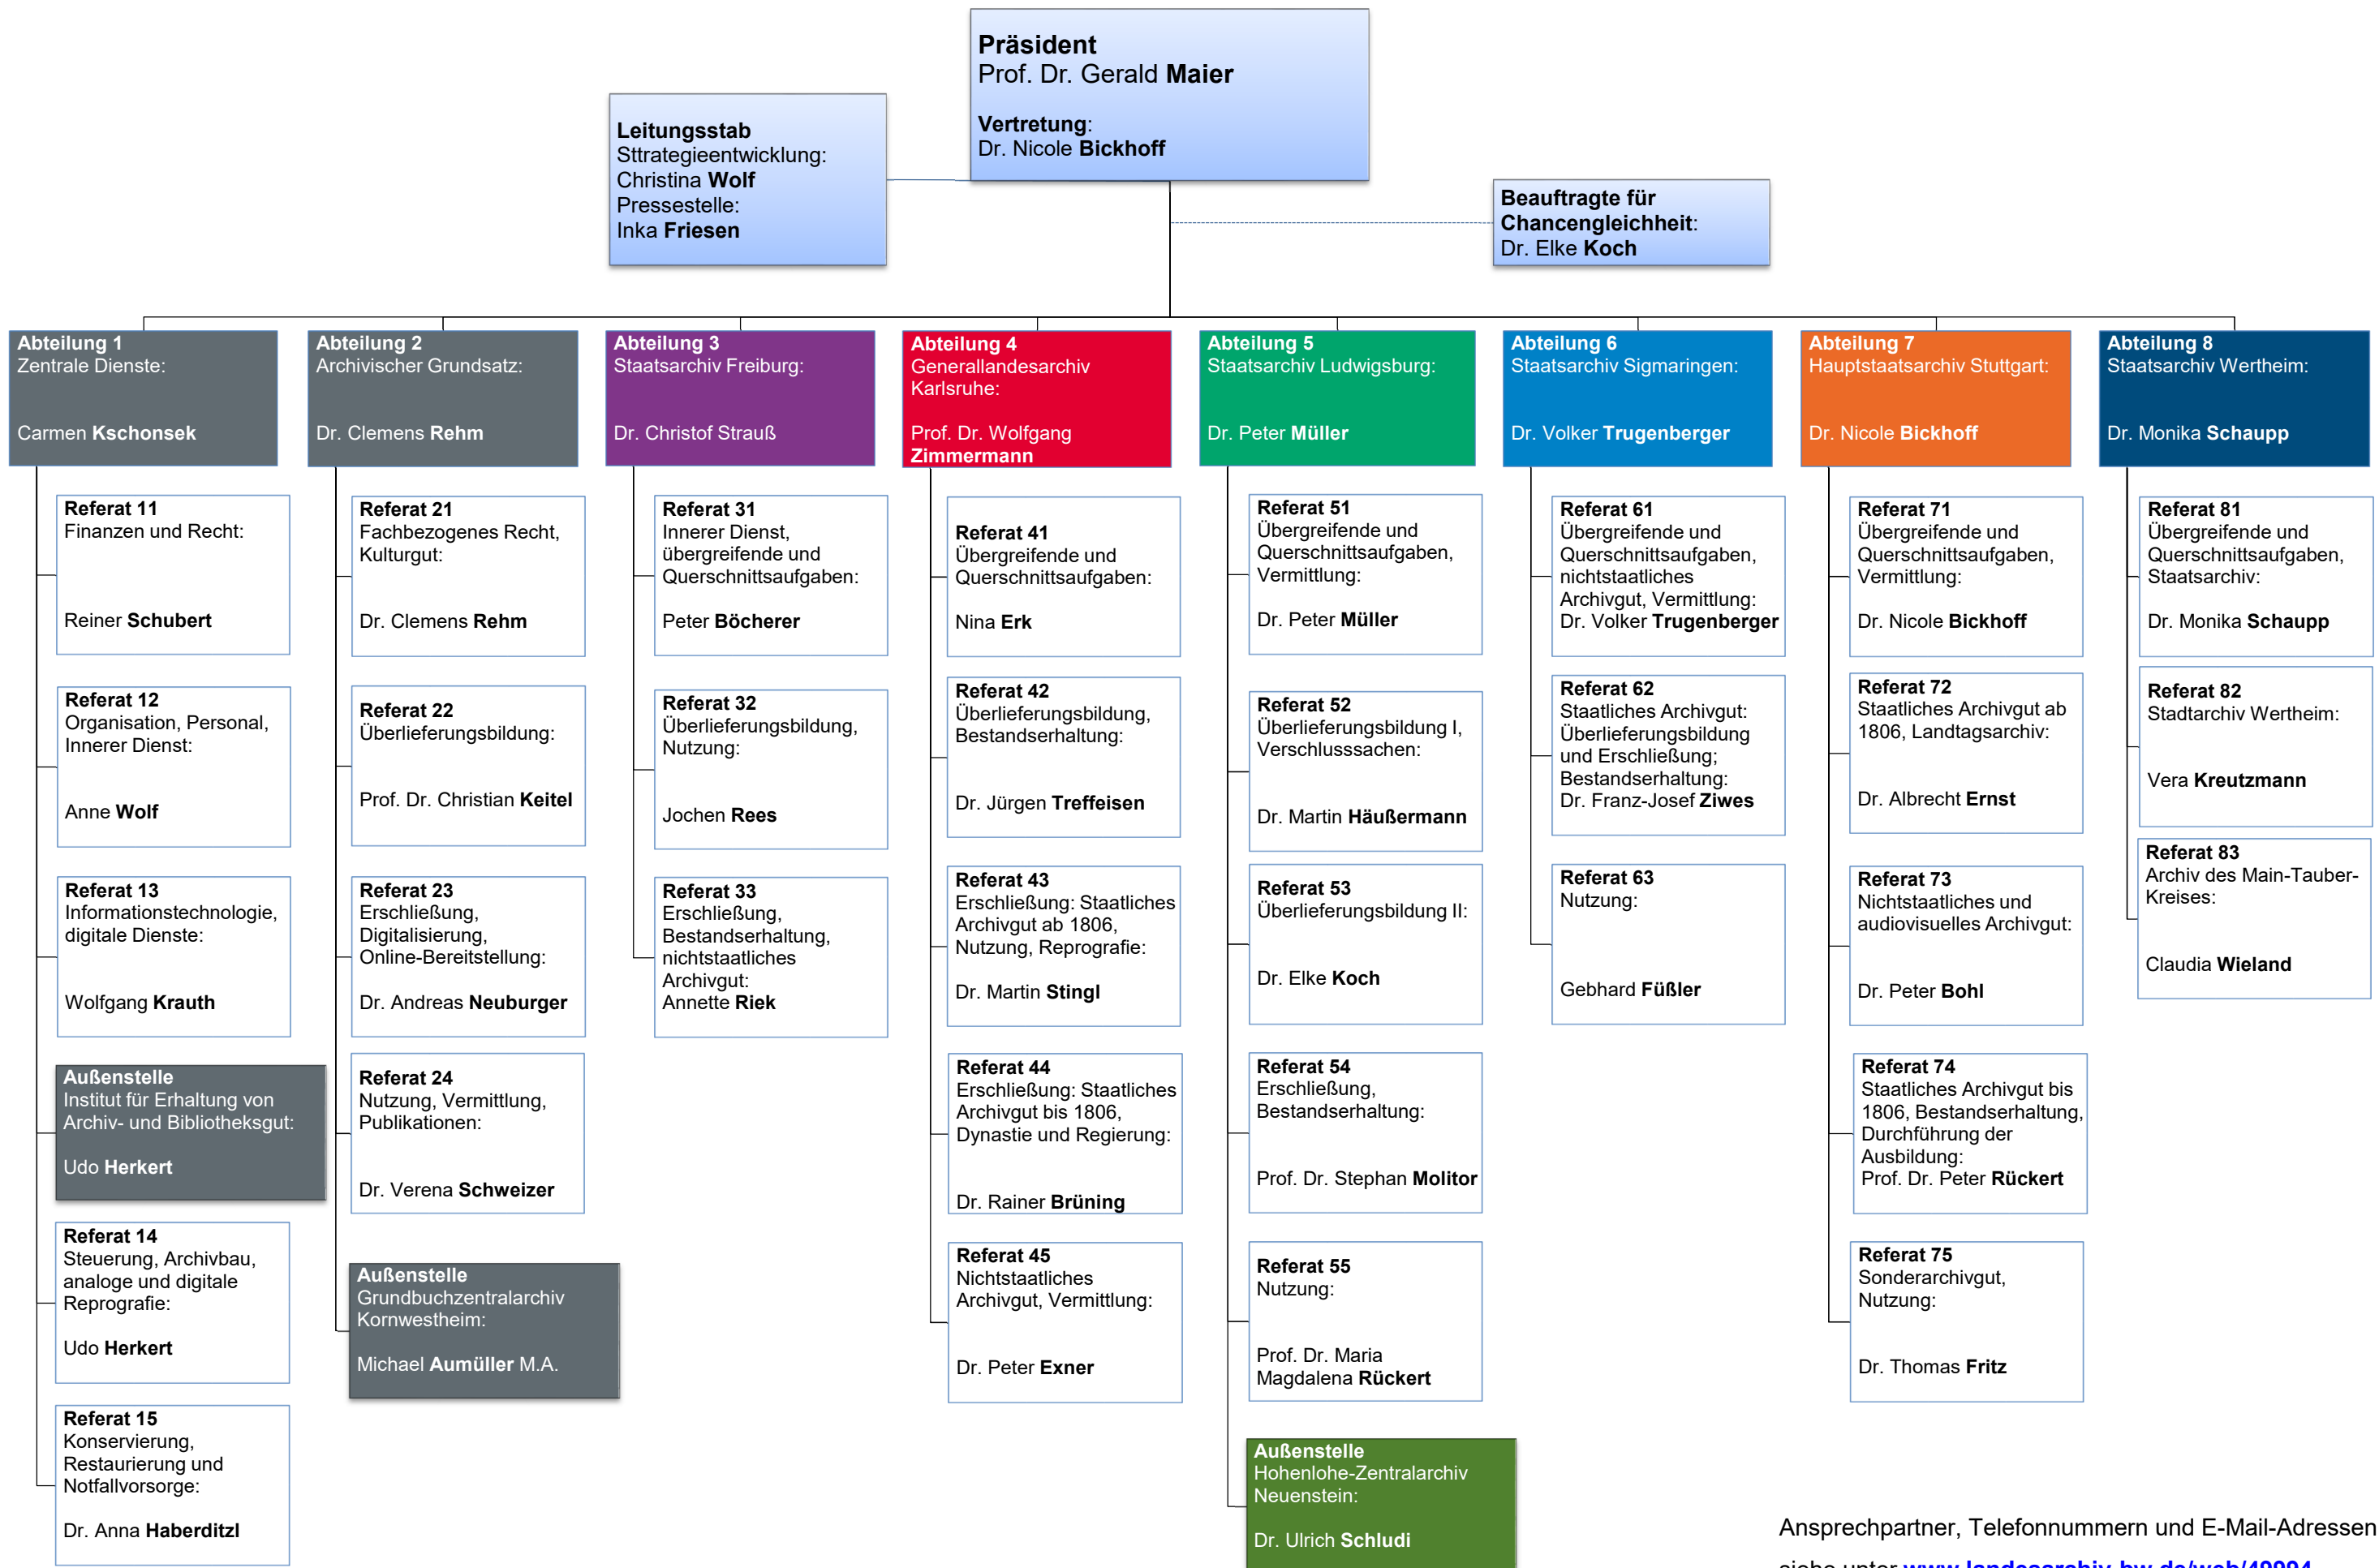 Präsident
Prof. Dr. Gerald Maier
Vertretung:
Dr. Nicole Bickhoff
Leitungsstab
Sttrategieentwicklung:
Christina Wolf
Pressestelle:
Inka Friesen
Beauftragte für
Chancengleichheit:
Dr. Elke Koch
Abteilung 1
Zentrale Dienste:
Carmen Kschonsek
Referat 11
Finanzen und Recht:
Reiner Schubert
Referat 12
Organisation, Personal,
Innerer Dienst:
Anne Wolf
Referat 13
Informationstechnologie,
digitale Dienste:
Wolfgang Krauth
Außenstelle
Institut für Erhaltung von
Archiv- und Bibliotheksgut:
Udo Herkert
Referat 14
Steuerung, Archivbau,
analoge und digitale
Reprografie:
Udo Herkert
Referat 15
Konservierung,
Restaurierung und
Notfallvorsorge:
Dr. Anna Haberditzl
Abteilung 2
Archivischer Grundsatz:
Dr. Clemens Rehm
Referat 21
Fachbezogenes Recht,
Kulturgut:
Dr. Clemens Rehm
Referat 22
Überlieferungsbildung:
Prof. Dr. Christian Keitel
Referat 23
Erschließung,
Digitalisierung,
Online-Bereitstellung:
Dr. Andreas Neuburger
Referat 24
Nutzung, Vermittlung,
Publikationen:
Dr. Verena Schweizer
Außenstelle
Grundbuchzentralarchiv
Kornwestheim:
Michael Aumüller M.A.
Abteilung 3
Staatsarchiv Freiburg:
Dr. Christof Strauß
Referat 31
Innerer Dienst,
übergreifende und
Querschnittsaufgaben:
Peter Böcherer
Referat 32
Überlieferungsbildung,
Nutzung:
Jochen Rees
Referat 33
Erschließung,
Bestandserhaltung,
nichtstaatliches
Archivgut:
Annette Riek
Abteilung 4
Generallandesarchiv
Karlsruhe:
Prof. Dr. Wolfgang
Zimmermann
Referat 41
Übergreifende und
Querschnittsaufgaben:
Nina Erk
Referat 42
Überlieferungsbildung,
Bestandserhaltung:
Dr. Jürgen Treffeisen
Referat 43
Erschließung: Staatliches
Archivgut ab 1806,
Nutzung, Reprografie:
Dr. Martin Stingl
Referat 44
Erschließung: Staatliches
Archivgut bis 1806,
Dynastie und Regierung:
Dr. Rainer Brüning
Referat 45
Nichtstaatliches
Archivgut, Vermittlung:
Dr. Peter Exner
Abteilung 5
Staatsarchiv Ludwigsburg:
Dr. Peter Müller
Referat 51
Übergreifende und
Querschnittsaufgaben,
Vermittlung:
Dr. Peter Müller
Referat 52
Überlieferungsbildung I,
Verschlusssachen:
Dr. Martin Häußermann
Referat 53
Überlieferungsbildung II:
Dr. Elke Koch
Referat 54
Erschließung,
Bestandserhaltung:
Prof. Dr. Stephan Molitor
Referat 55
Nutzung:
Prof. Dr. Maria
Magdalena Rückert
Außenstelle
Hohenlohe-Zentralarchiv
Neuenstein:
Dr. Ulrich Schludi
Abteilung 6
Staatsarchiv Sigmaringen:
Dr. Volker Trugenberger
Referat 61
Übergreifende und
Querschnittsaufgaben,
nichtstaatliches
Archivgut, Vermittlung:
Dr. Volker Trugenberger
Referat 62
Staatliches Archivgut:
Überlieferungsbildung
und Erschließung;
Bestandserhaltung:
Dr. Franz-Josef Ziwes
Referat 63
Nutzung:
Gebhard Füßler
Abteilung 7
Hauptstaatsarchiv Stuttgart:
Dr. Nicole Bickhoff
Referat 71
Übergreifende und
Querschnittsaufgaben,
Vermittlung:
Dr. Nicole Bickhoff
Referat 72
Staatliches Archivgut ab
1806, Landtagsarchiv:
Dr. Albrecht Ernst
Referat 73
Nichtstaatliches und
audiovisuelles Archivgut:
Dr. Peter Bohl
Referat 74
Staatliches Archivgut bis
1806, Bestandserhaltung,
Durchführung der
Ausbildung:
Prof. Dr. Peter Rückert
Referat 75
Sonderarchivgut,
Nutzung:
Dr. Thomas Fritz
Abteilung 8
Staatsarchiv Wertheim:
Dr. Monika Schaupp
Referat 81
Übergreifende und
Querschnittsaufgaben,
Staatsarchiv:
Dr. Monika Schaupp
Referat 82
Stadtarchiv Wertheim:
Vera Kreutzmann
Referat 83
Archiv des Main-Tauber-
Kreises:
Claudia Wieland
Ansprechpartner, Telefonnummern und E-Mail-Adressen
siehe unter www.landesarchiv-bw.de/web/49994